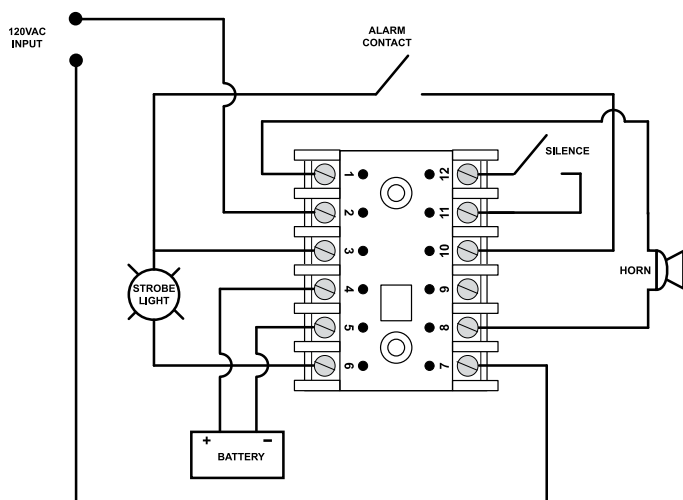 120VAC
INPUT
ALARM
CONTACT
SILENCE
1
12
2
11
3
10
4
9
5
8
6
7
STROBE
LIGHT
HORN
+ −
BATTERY